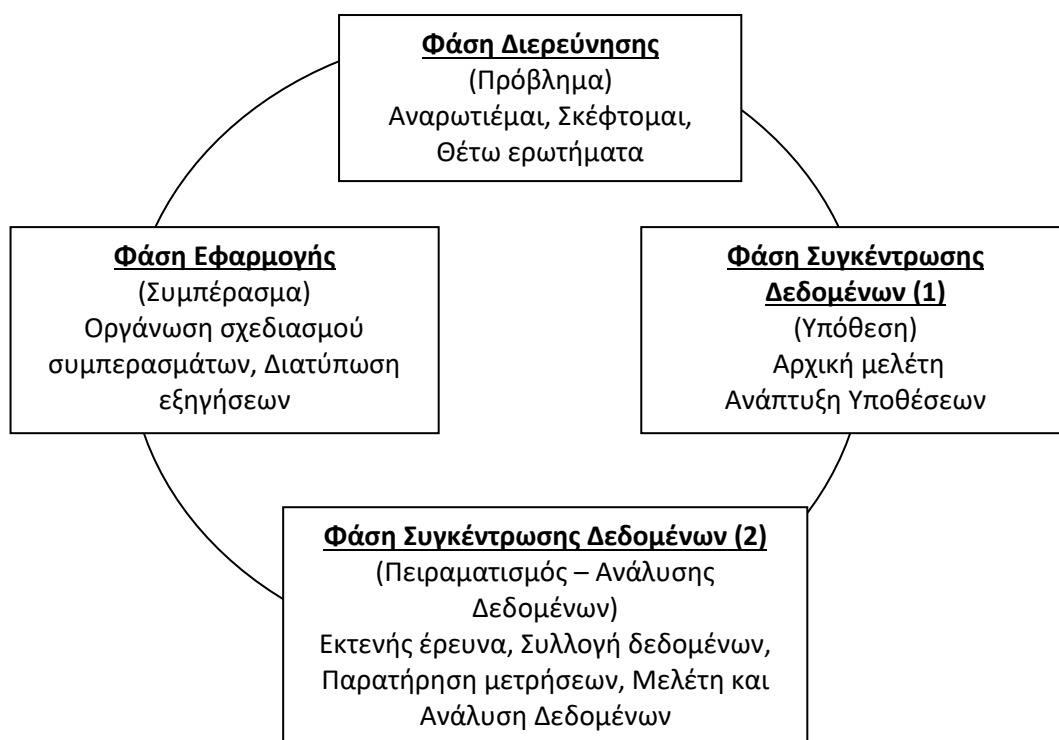 Φάση Διερεύνησης
(Πρόβλημα)
Αναρωτιέμαι, Σκέφτομαι,
Θέτω ερωτήματα
Φάση Εφαρμογής
(Συμπέρασμα)
Οργάνωση σχεδιασμού
συμπερασμάτων, Διατύπωση
εξηγήσεων
Φάση Συγκέντρωσης
Δεδομένων (1)
(Υπόθεση)
Αρχική μελέτη
Ανάπτυξη Υποθέσεων
Φάση Συγκέντρωσης Δεδομένων (2)
(Πειραματισμός – Ανάλυσης
Δεδομένων)
Εκτενής έρευνα, Συλλογή δεδομένων,
Παρατήρηση μετρήσεων, Μελέτη και
Ανάλυση Δεδομένων